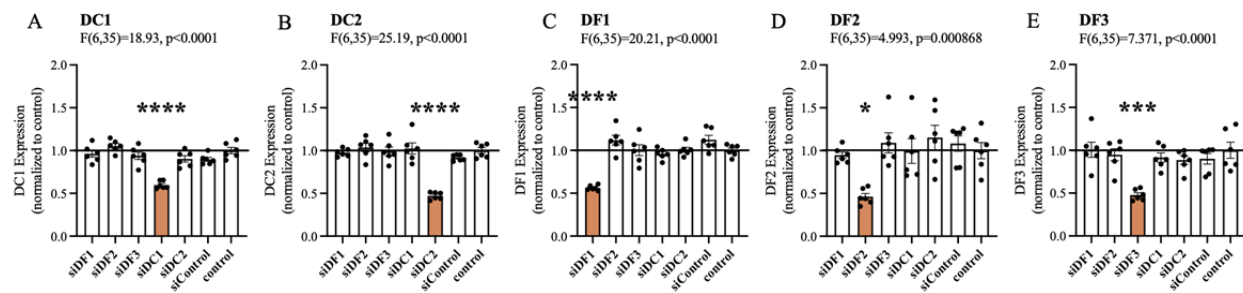 A DC1
F(6,35)=18.93, p<0.0001
DC1 Expression
(normalized to control)
2.0
1.5
1.0
0.5
0.0
****
siDF1
siDF2
siDF3
siDC1
siDC2
siControl
control
B DC2
F(6,35)=25.19, p<0.0001
DC2 Expression
(normalized to control)
2.0
1.5
1.0
0.5
0.0
****
siDF1
siDF2
siDF3
siDC1
siDC2
siControl
control
C DF1
F(6,35)=20.21, p<0.0001
DF1 Expression
(normalized to control)
2.0
1.5
1.0
0.5
0.0
****
siDF1
siDF2
siDF3
siDC1
siDC2
siControl
control
D DF2
F(6,35)=4.993, p=0.000868
DF2 Expression
(normalized to control)
2.0
1.5
1.0
0.5
0.0
*
siDF1
siDF2
siDF3
siDC1
siDC2
siControl
control
E DF3
F(6,35)=7.371, p<0.0001
DF3 Expression
(normalized to control)
2.0
1.5
1.0
0.5
0.0
***
siDF1
siDF2
siDF3
siDC1
siDC2
siControl
control